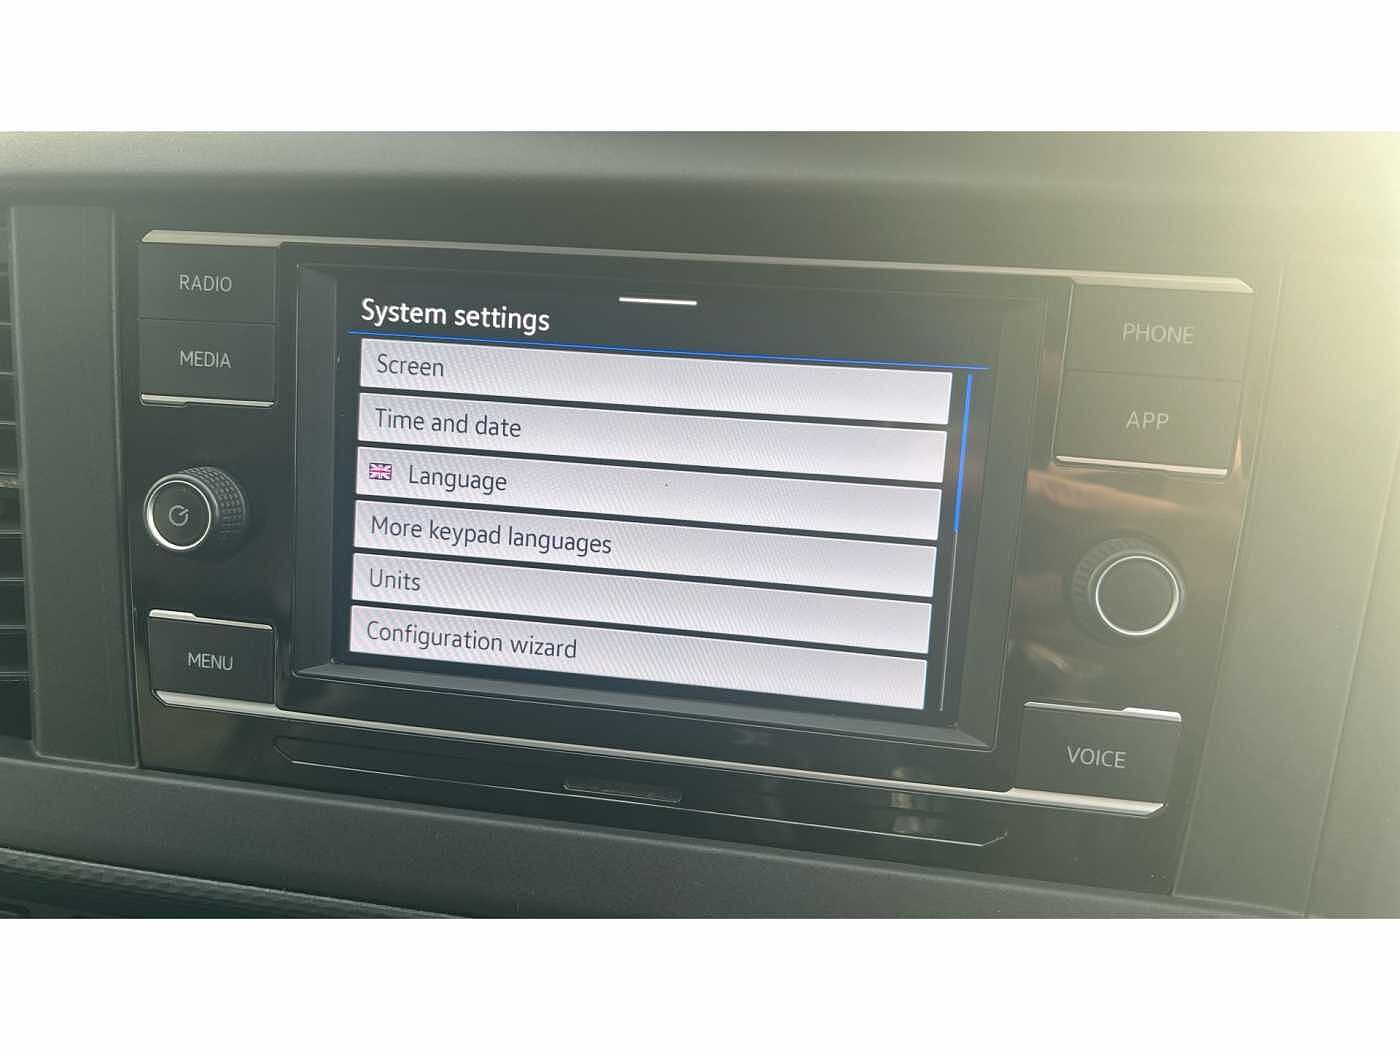 RADIO
MEDIA
MENU
System settings
Screen
Time and date
Language
More keypad languages
Units
Configuration wizard
PHONE
APP
VOICE